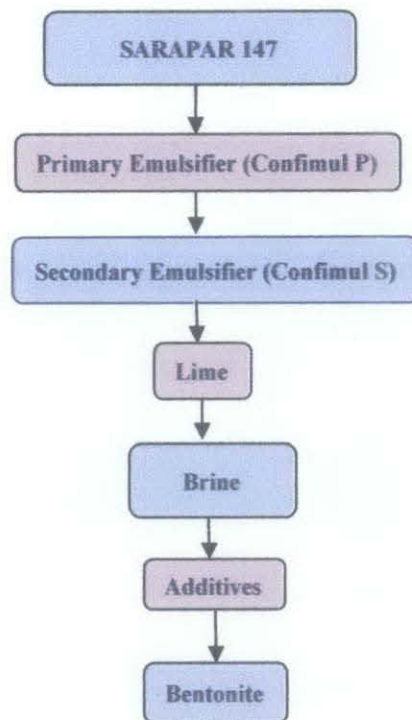 SARAPAR 147
Primary Emulsifier (Confimul P)
Secondary Emulsifier (Confimul S)
Lime
Brine
Additives
Bentonite